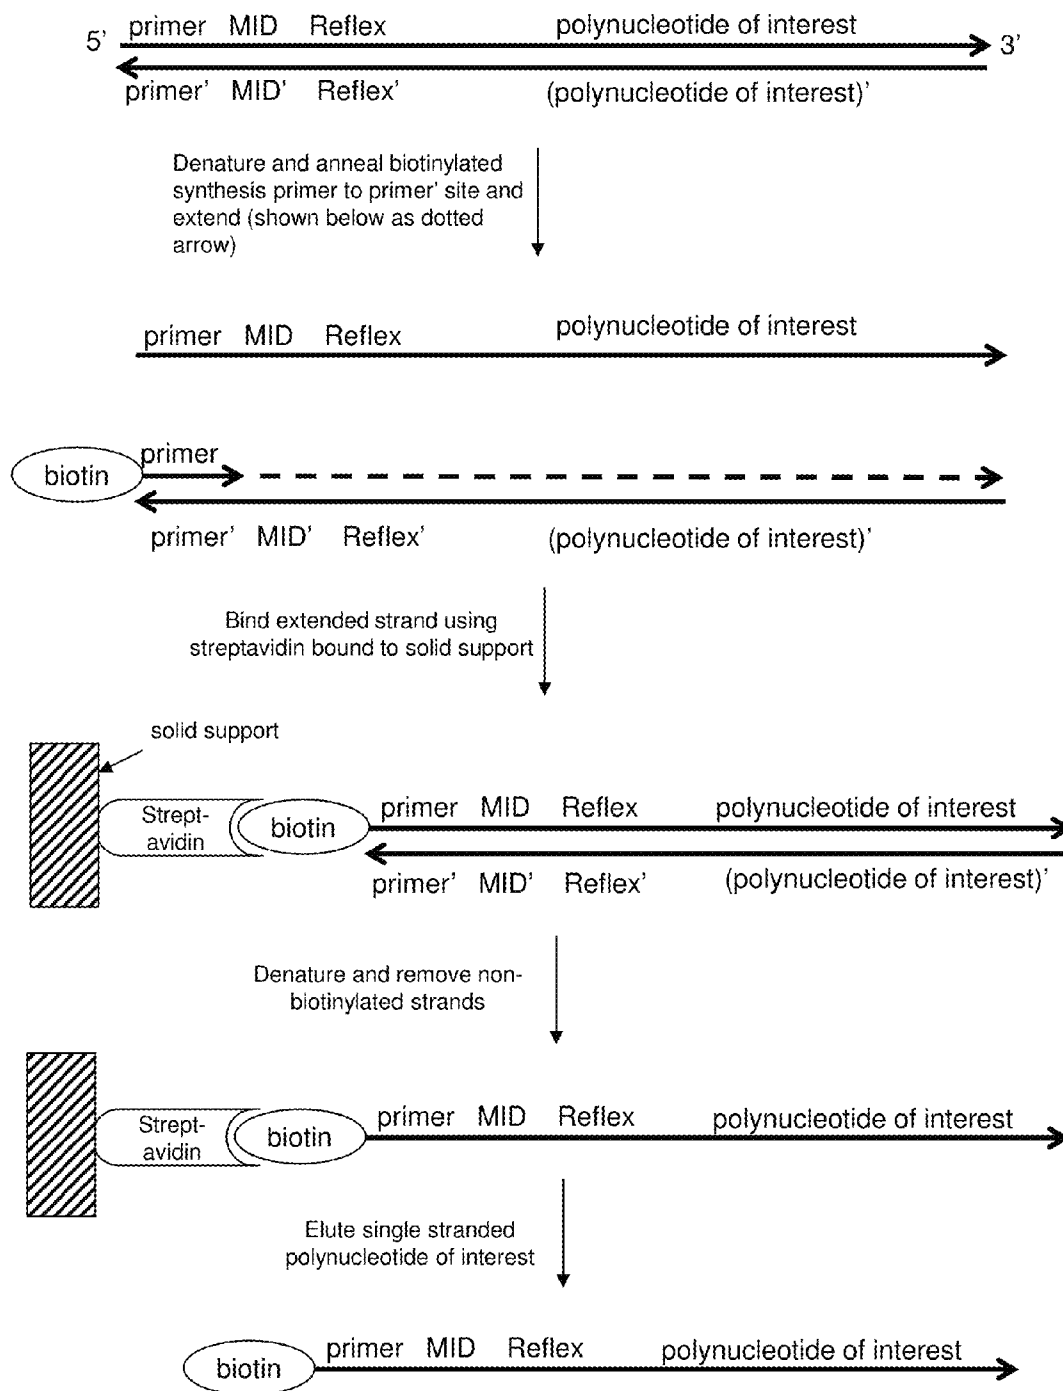 primer MID Reflex polynucleotide of interest
5’ 3’
primer’ MID’ Reflex’ (polynucleotide of interest)’
Denature and anneal biotinylated
synthesis primer to primer’ site and
extend (shown below as dotted
arrow)
primer MID Reflex polynucleotide of interest
primer
biotin
primer’ MID’ Reflex’ (polynucleotide of interest)’
Bind extended strand using
streptavidin bound to solid support
solid support
Strept-
avidin
biotin
primer MID Reflex polynucleotide of interest
primer’ MID’ Reflex’ (polynucleotide of interest)’
Denature and remove non-
biotinylated strands
Strept-
avidin
biotin
primer MID Reflex polynucleotide of interest
Elute single stranded
polynucleotide of interest
biotin
primer MID Reflex polynucleotide of interest